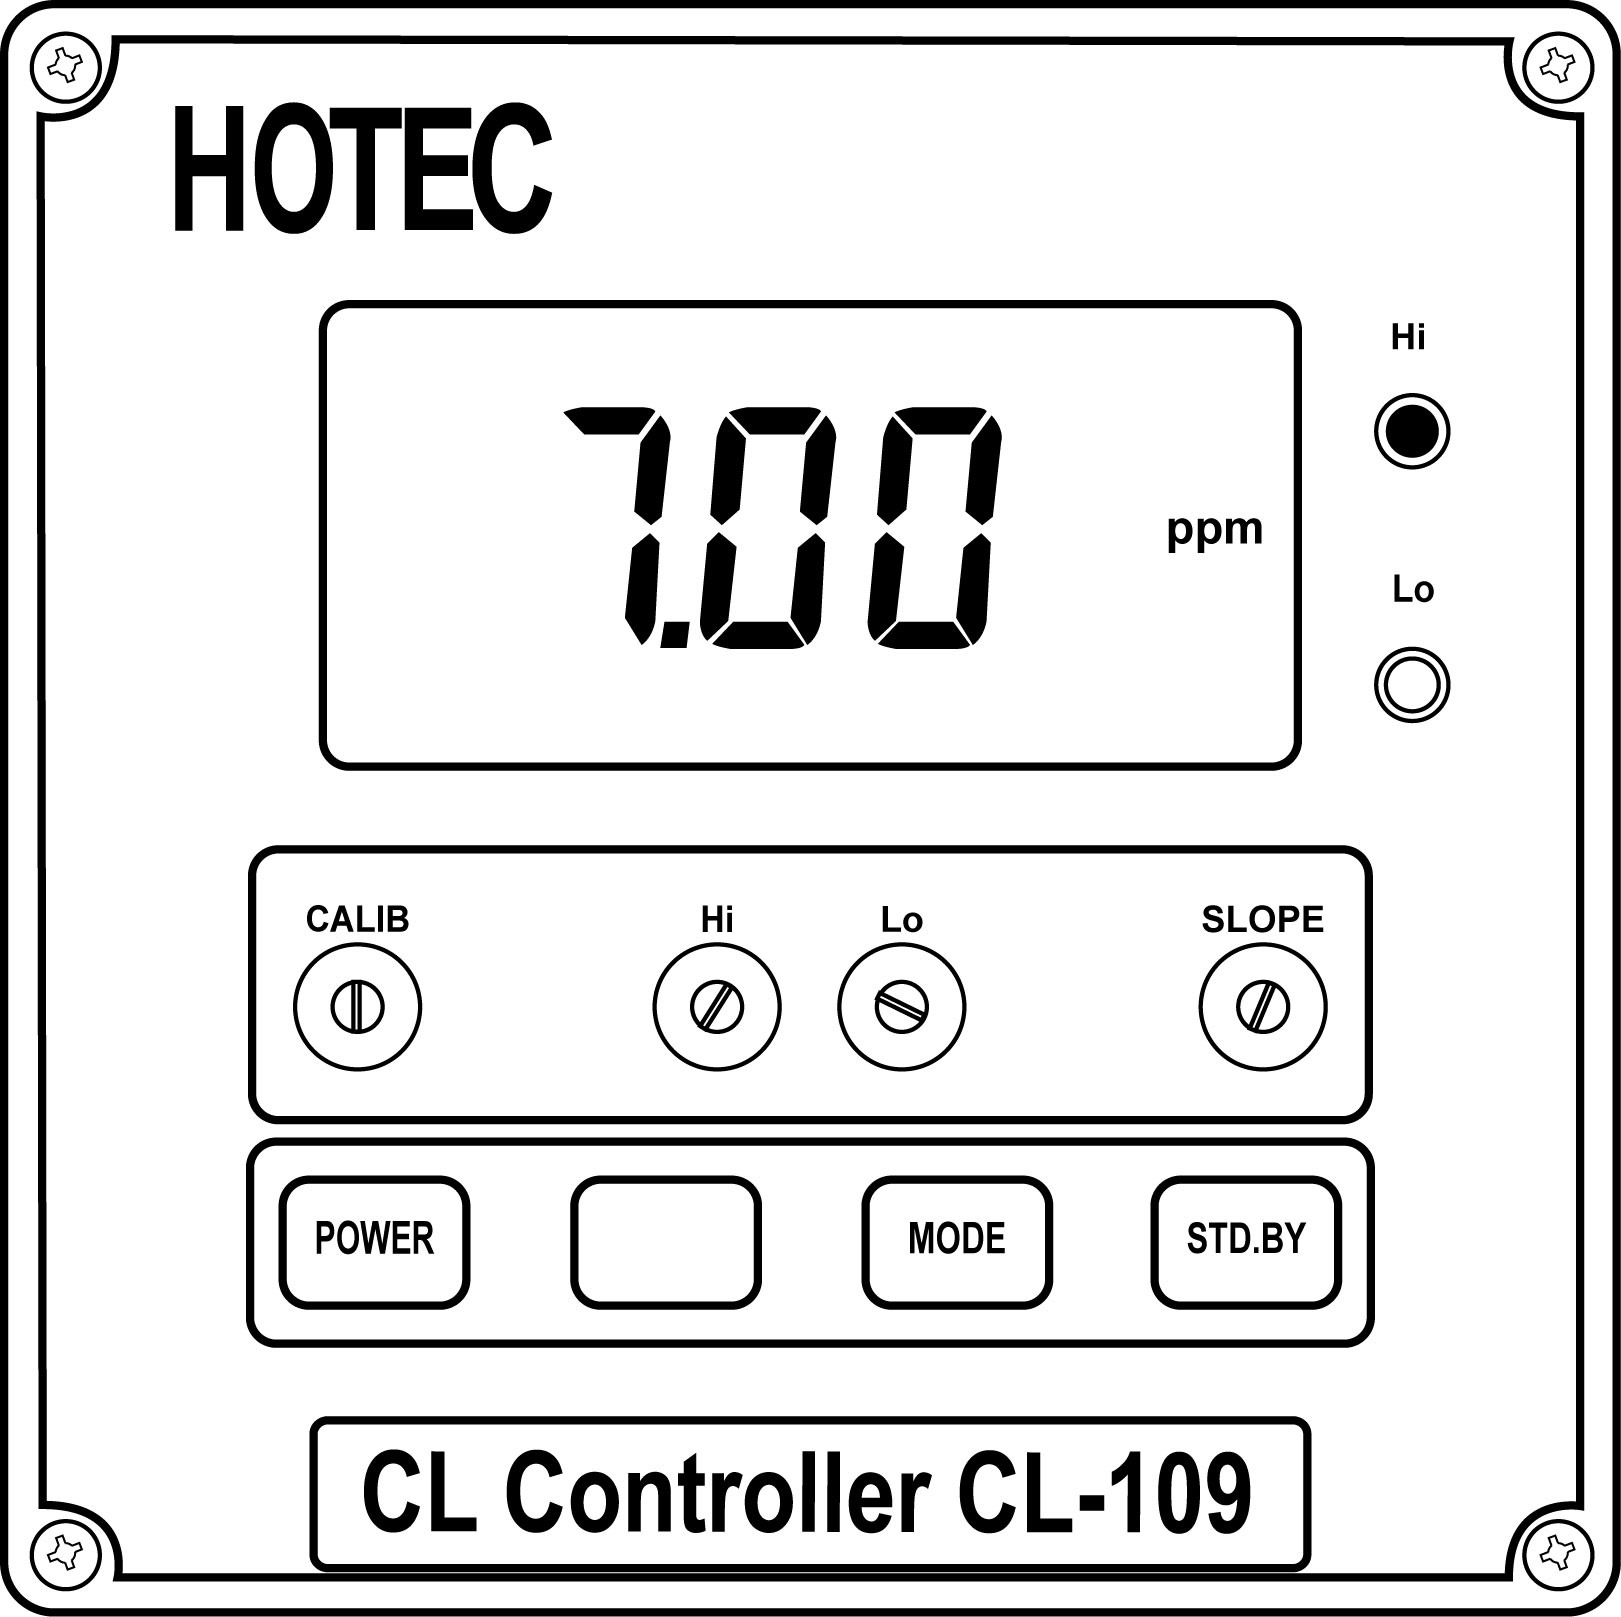 HOTEC
Hi
7.00
ppm
Lo
CALIB Hi Lo SLOPE
POWER MODE STD.BY
CL Controller CL-109